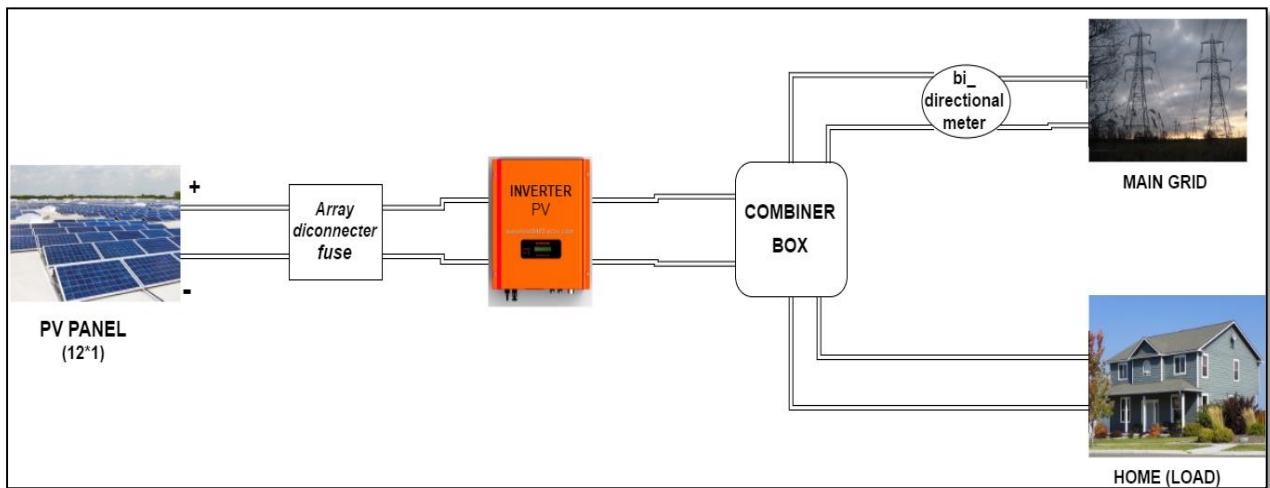 +
Array
diconnecter
fuse
-
PV PANEL
(12*1)
INVERTER
PV
COMBINER
BOX
bi_
directional
meter
MAIN GRID
HOME (LOAD)